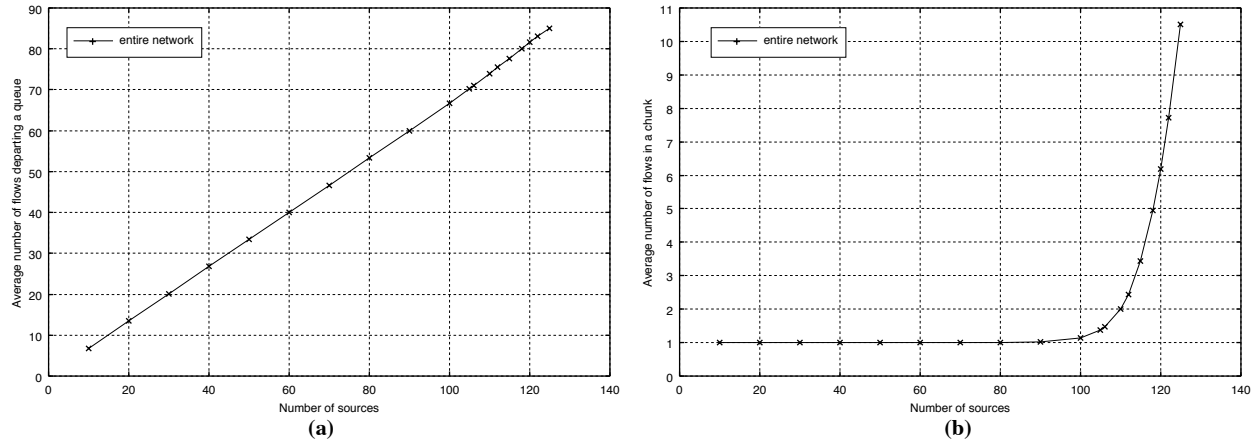 90
80
70
60
50
40
30
20
10
0
Average number of flows departing a queue
entire network
0 20 40 60 80 100 120 140
Number of sources
(a)
11
10
9
8
7
6
5
4
3
2
1
0
Average number of flows in a chunk
entire network
0 20 40 60 80 100 120 140
Number of sources
(b)